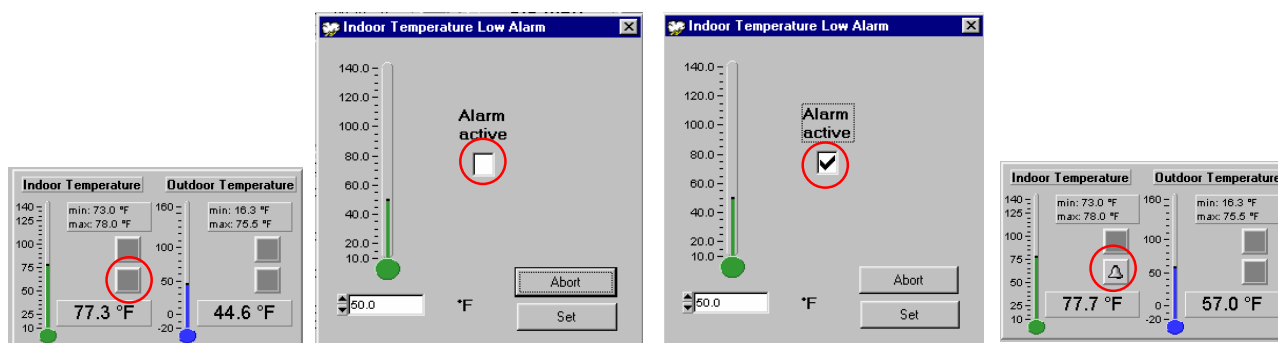 Indoor Temperature Outdoor Temperature
140 min: 73.0 °F 160 min: 16.3 °F
125 max: 78.0 °F max: 75.5 °F
100 100
75
50 50
25 77.3 °F 0 44.6 °F
10 -20
Indoor Temperature Low Alarm
140.0
120.0
100.0
80.0
60.0
40.0
20.0
10.0
Alarm
active
Abort
50.0 °F
Set
Indoor Temperature Low Alarm
140.0
120.0
100.0
80.0
60.0
40.0
20.0
10.0
Alarm
active
Abort
50.0 °F
Set
Indoor Temperature Outdoor Temperature
140 min: 73.0 °F 160 min: 16.3 °F
125 max: 78.0 °F max: 75.5 °F
100 100
75
50 50
25 77.7 °F 0 57.0 °F
10 -20